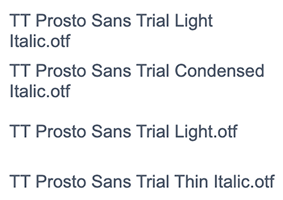 TT Prosto Sans Trial Light
Italic.otf
TT Prosto Sans Trial Condensed
Italic.otf
TT Prosto Sans Trial Light.otf
TT Prosto Sans Trial Thin Italic.otf